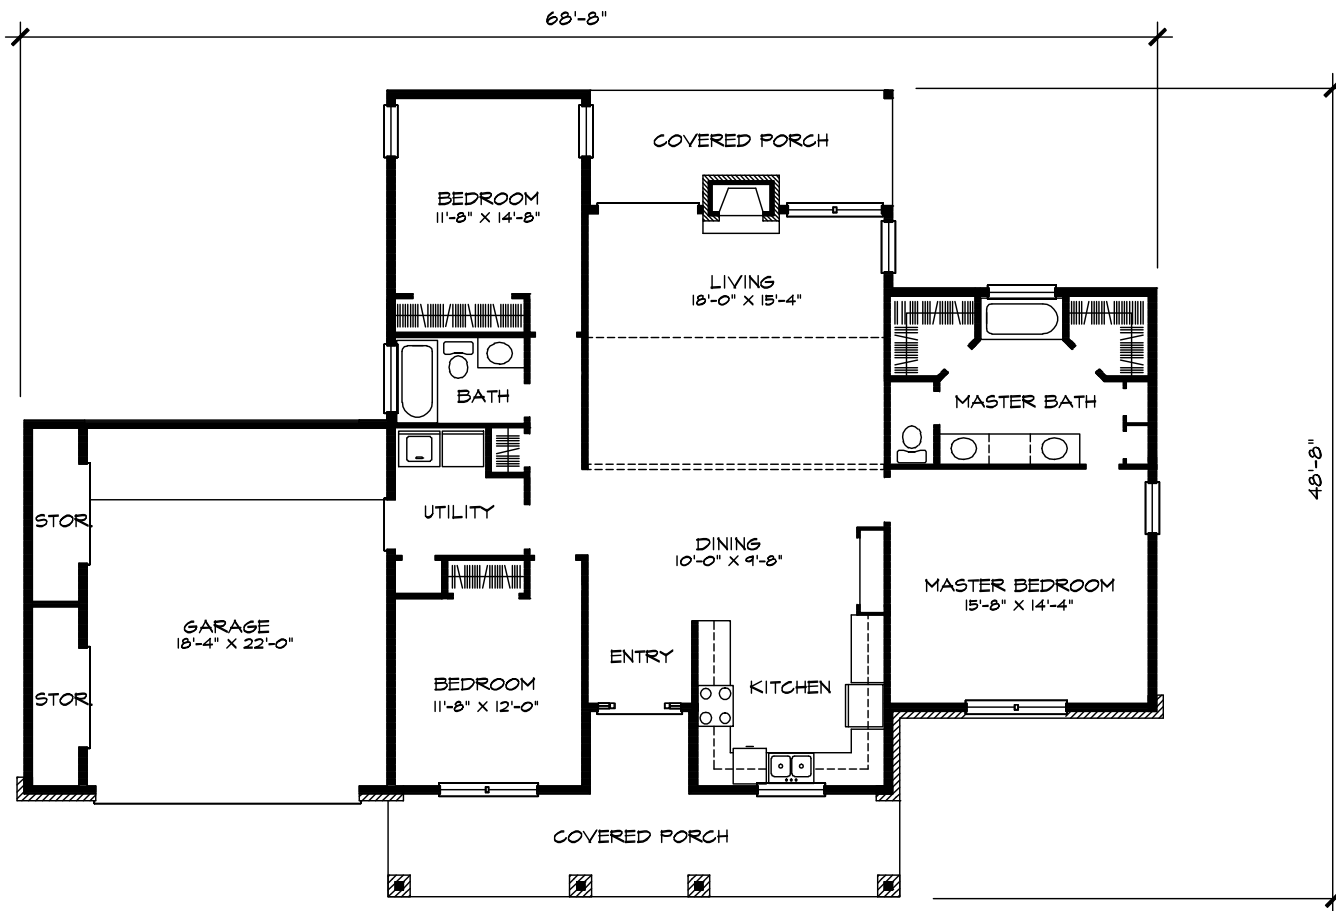 68'-8"
COVERED PORCH
BEDROOM
11'-8" X 14'-8"
LIVING
18'-0" X 15'-4"
BATH
MASTER BATH
48'-8"
UTILITY
STOR.
DINING
10'-0" X 9'-8"
MASTER BEDROOM
15'-8" X 14'-4"
GARAGE
18'-4" X 22'-0"
ENTRY
KITCHEN
BEDROOM
11'-8" X 12'-0"
STOR.
COVERED PORCH